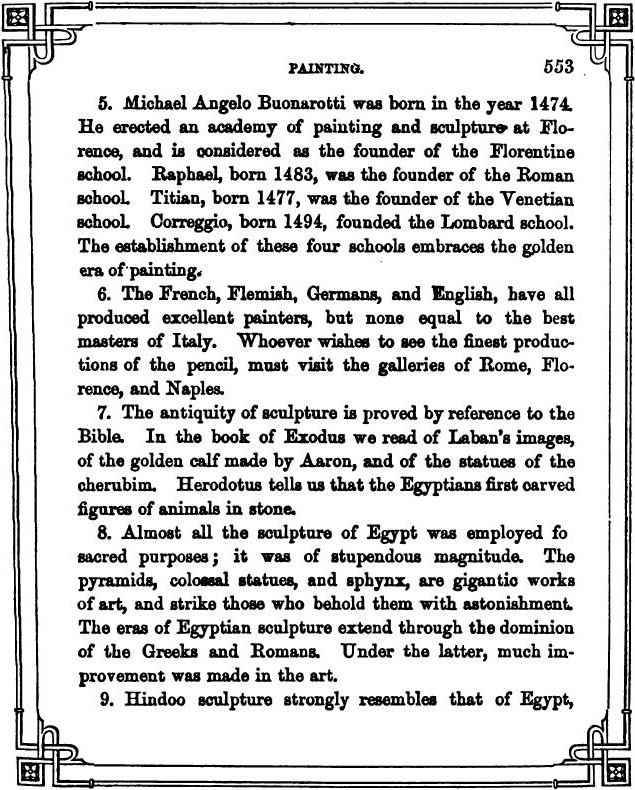 PAINTING. 553
5. Michael Angelo Buonarotti was born in the year 1474.
He erected an academy of painting and sculpture at Flo-
rence, and is considered as the founder of the Florentine
school. Raphael, born 1483, was the founder of the Roman
school. Titian, born 1477, was the founder of the Venetian
school. Correggio, born 1494, founded the Lombard school.
The establishment of these four schools embraces the golden
era of painting.
6. The French, Flemish, Germans, and English, have all
produced excellent painters, but none equal to the best
masters of Italy. Whoever wishes to see the finest produc-
tions of the pencil, must visit the galleries of Rome, Flo-
rence, and Naples.
7. The antiquity of sculpture is proved by reference to the
Bible. In the book of Exodus we read of Laban's images,
of the golden calf made by Aaron, and of the statues of the
cherubim. Herodotus tells us that the Egyptians first carved
figures of animals in stone.
8. Almost all the sculpture of Egypt was employed fo
sacred purposes; it was of stupendous magnitude. The
pyramids, colossal statues, and sphynx, are gigantic works
of art, and strike those who behold them with astonishment.
The eras of Egyptian sculpture extend through the dominion
of the Greeks and Romans. Under the latter, much im-
provement was made in the art.
9. Hindoo sculpture strongly resembles that of Egypt,